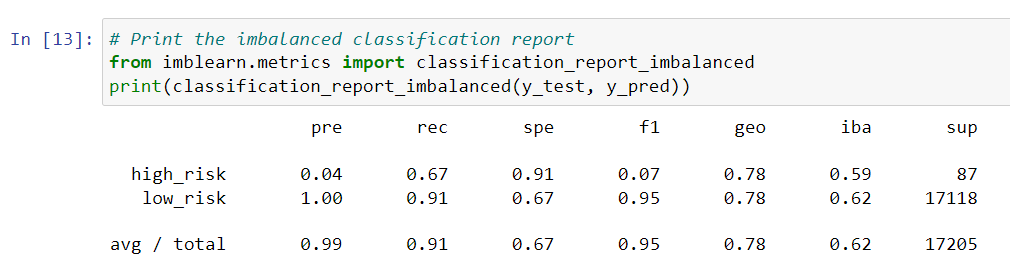 In [13]: # Print the imbalanced classification report
from imblearn.metrics import classification_report_imbalanced
print(classification_report_imbalanced(y_test, y_pred))
pre rec spe f1 geo iba sup
high_risk 0.04 0.67 0.91 0.07 0.78 0.59 87
low_risk 1.00 0.91 0.67 0.95 0.78 0.62 17118
avg / total 0.99 0.91 0.67 0.95 0.78 0.62 17205